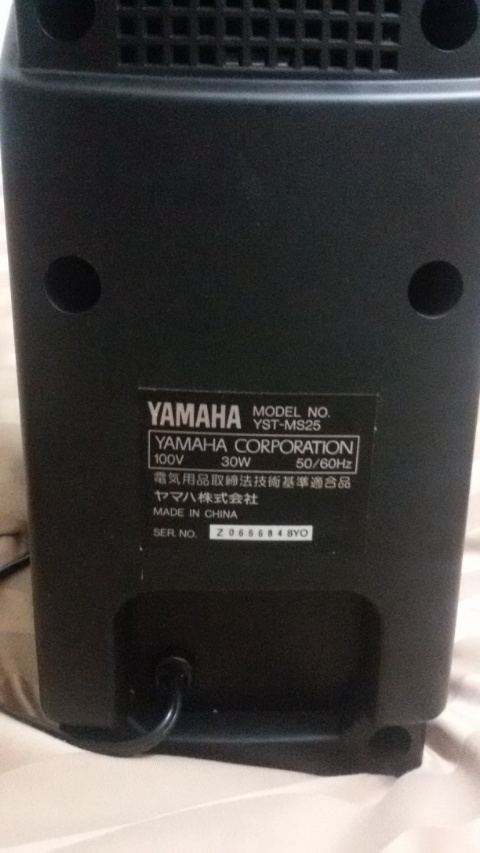 YAMAHA MODEL NO. YST-MS25
YAMAHA CORPORATION
100V 30W 50/60Hz
電気用品取締法技術基準適合品
ヤマハ株式会社
MADE IN CHINA
SER. NO. Z 0666848YO